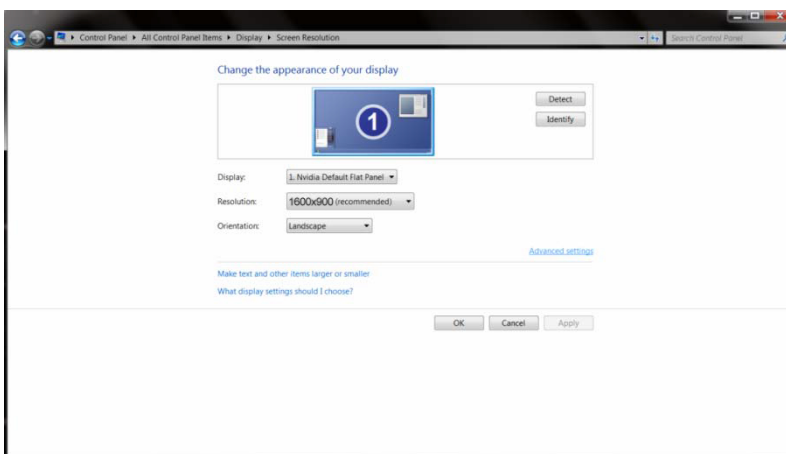 Control Panel ▸ All Control Panel Items ▸ Display ▸ Screen Resolution
Search Control Panel
Change the appearance of your display
1
Detect
Identify
Display: 1. Nvidia Default Flat Panel
Resolution: 1600x900 (recommended)
Orientation: Landscape
Advanced settings
Make text and other items larger or smaller
What display settings should I choose?
OK Cancel Apply